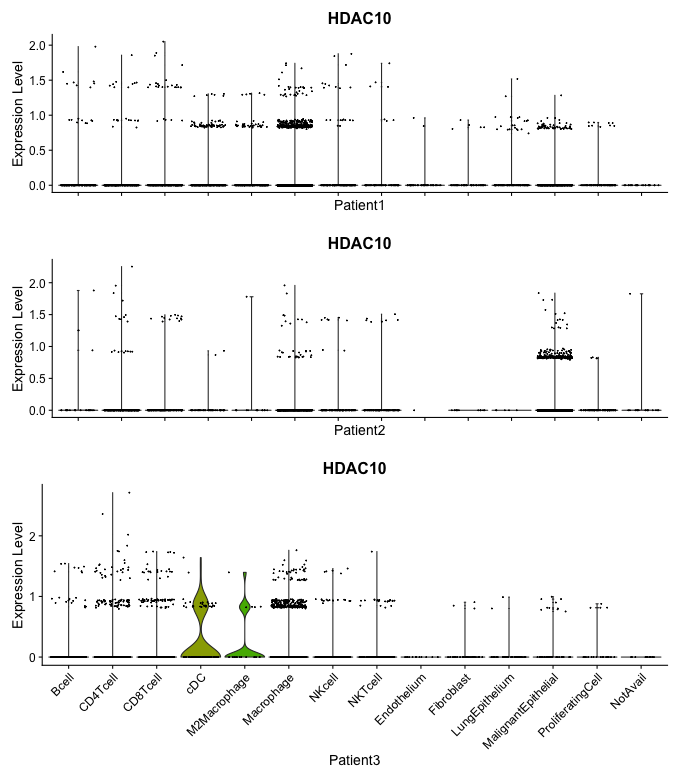 HDAC10
Expression Level
2.0
1.5
1.0
0.5
0.0
Patient1
HDAC10
Expression Level
2.0
1.5
1.0
0.5
0.0
Patient2
HDAC10
Expression Level
2
1
0
Bcell
CD4Tcell
CD8Tcell
cDC
M2Macrophage
Macrophage
NKcell
NKTcell
Endothelium
Fibroblast
LungEpithelium
MalignantEpithelial
ProliferatingCell
NotAvail
Patient3